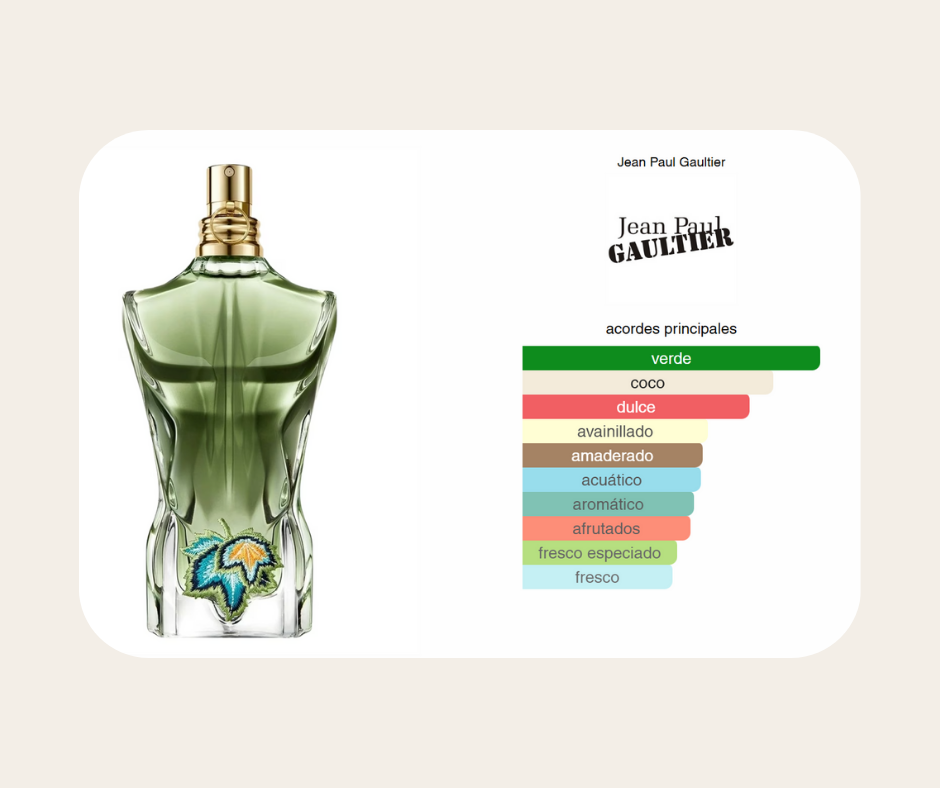 Jean Paul Gaultier
Jean Paul
GAULTIER
acordes principales
verde
coco
dulce
avainillado
amaderado
acuático
aromático
afrutados
fresco especiado
fresco